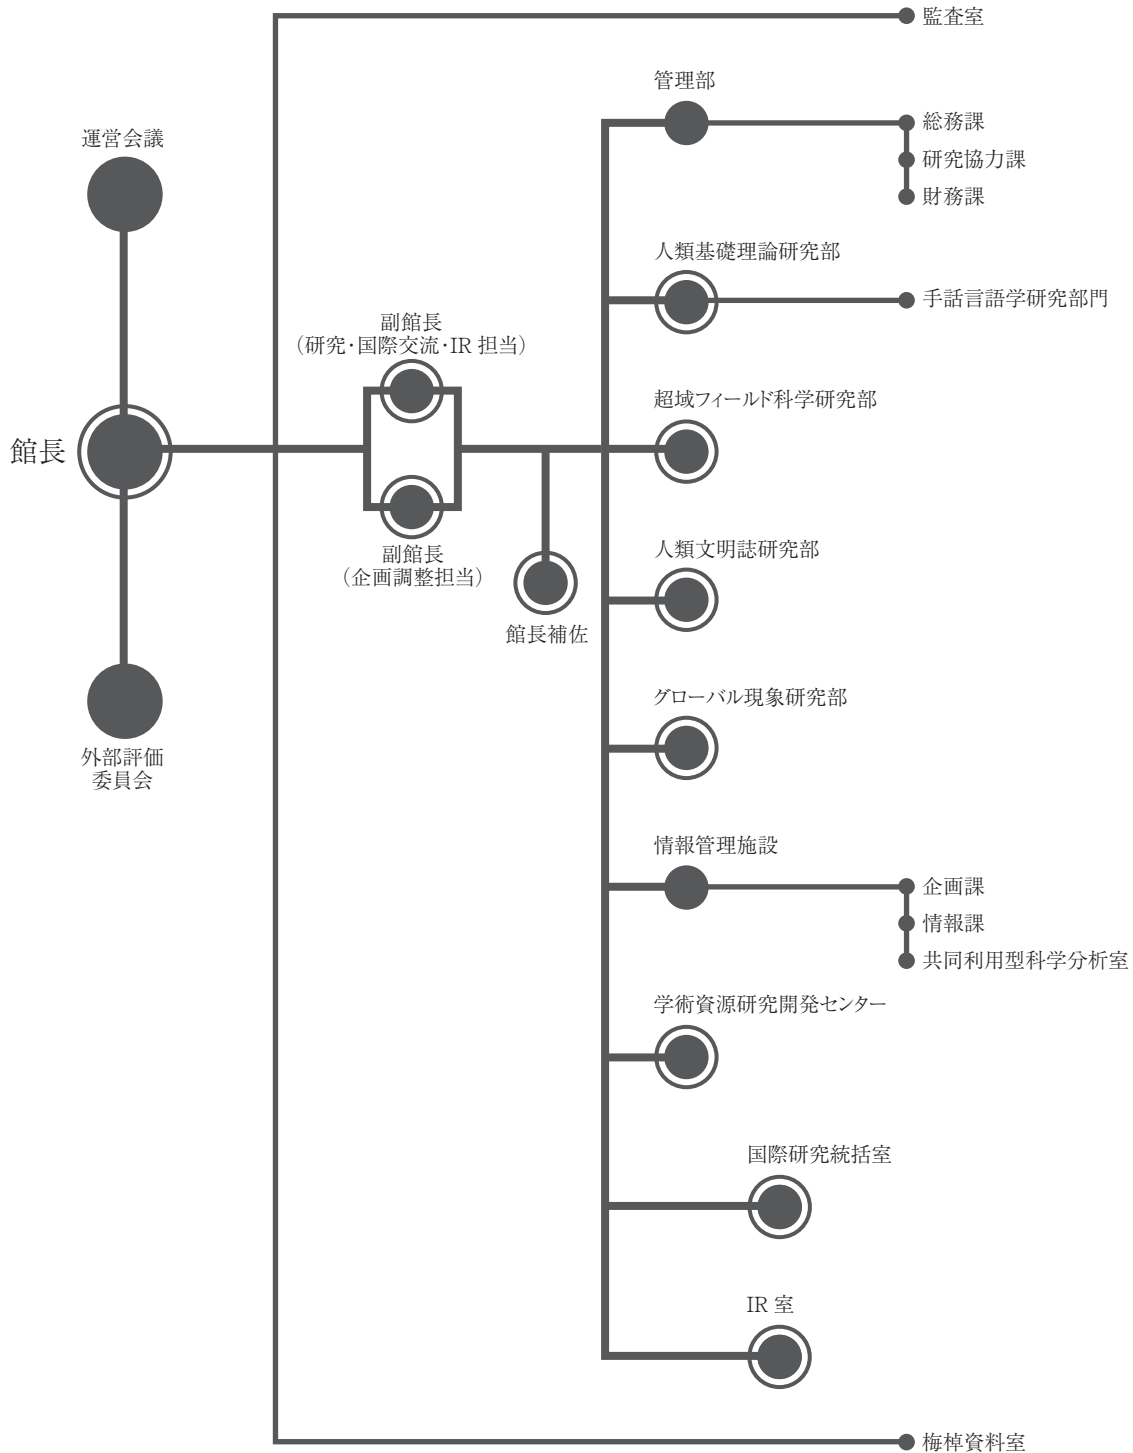 監査室
管理部
総務課
研究協力課
財務課
運営会議
人類基礎理論研究部
手話言語学研究部門
副館長
（研究・国際交流・IR 担当）
超域フィールド科学研究部
館長
副館長
（企画調整担当）
人類文明誌研究部
館長補佐
グローバル現象研究部
外部評価
委員会
情報管理施設
企画課
情報課
共同利用型科学分析室
学術資源研究開発センター
国際研究統括室
IR 室
梅棹資料室